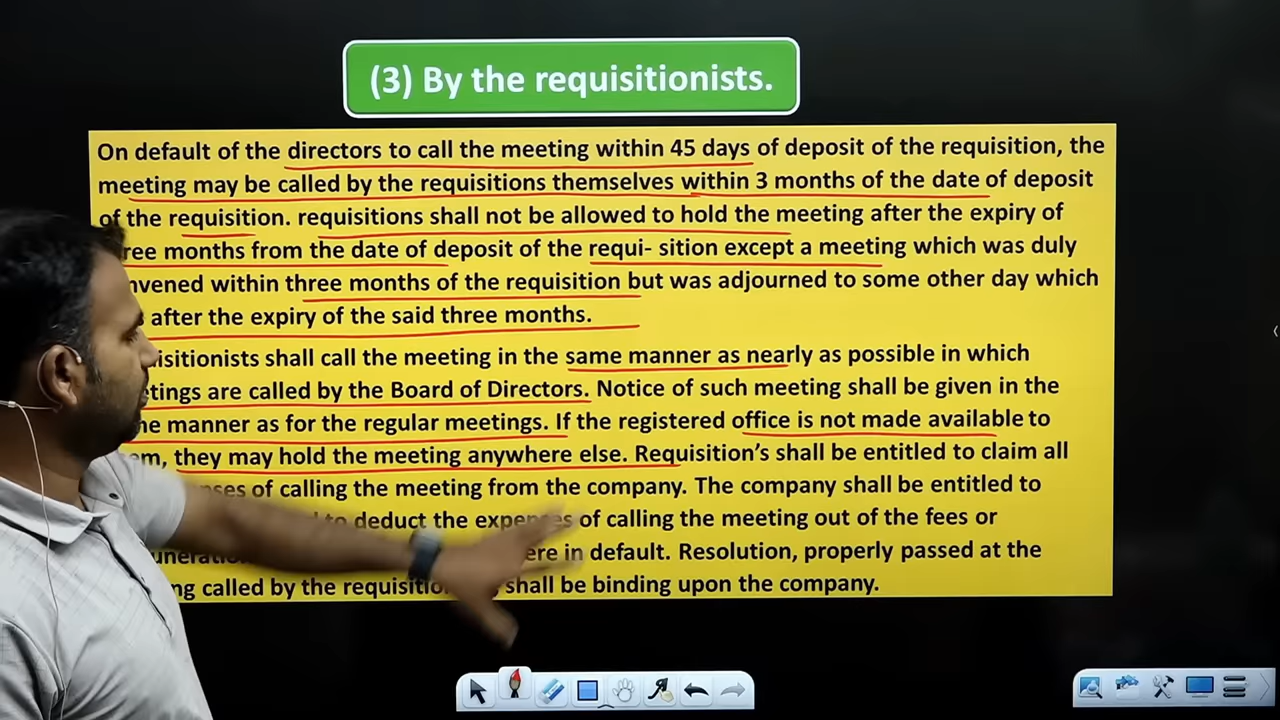 (3) By the requisitionists.
On default of the directors to call the meeting within 45 days of deposit of the requisition, the
meeting may be called by the requisitions themselves within 3 months of the date of deposit
of the requisition. requisitions shall not be allowed to hold the meeting after the expiry of
months from the date of deposit of the requi- sition except a meeting which was duly
within three months of the requisition but was adjourned to some other day which
after the expiry of the said three months.
shall call the meeting in the same manner as nearly as possible in which
are called by the Board of Directors. Notice of such meeting shall be given in the
manner as for the regular meetings. If the registered office is not made available to
they may hold the meeting anywhere else. Requisition's shall be entitled to claim all
of calling the meeting from the company. The company shall be entitled to
deduct the expenses of calling the meeting out of the fees or
in default. Resolution, properly passed at the
called by the shall be binding upon the company.